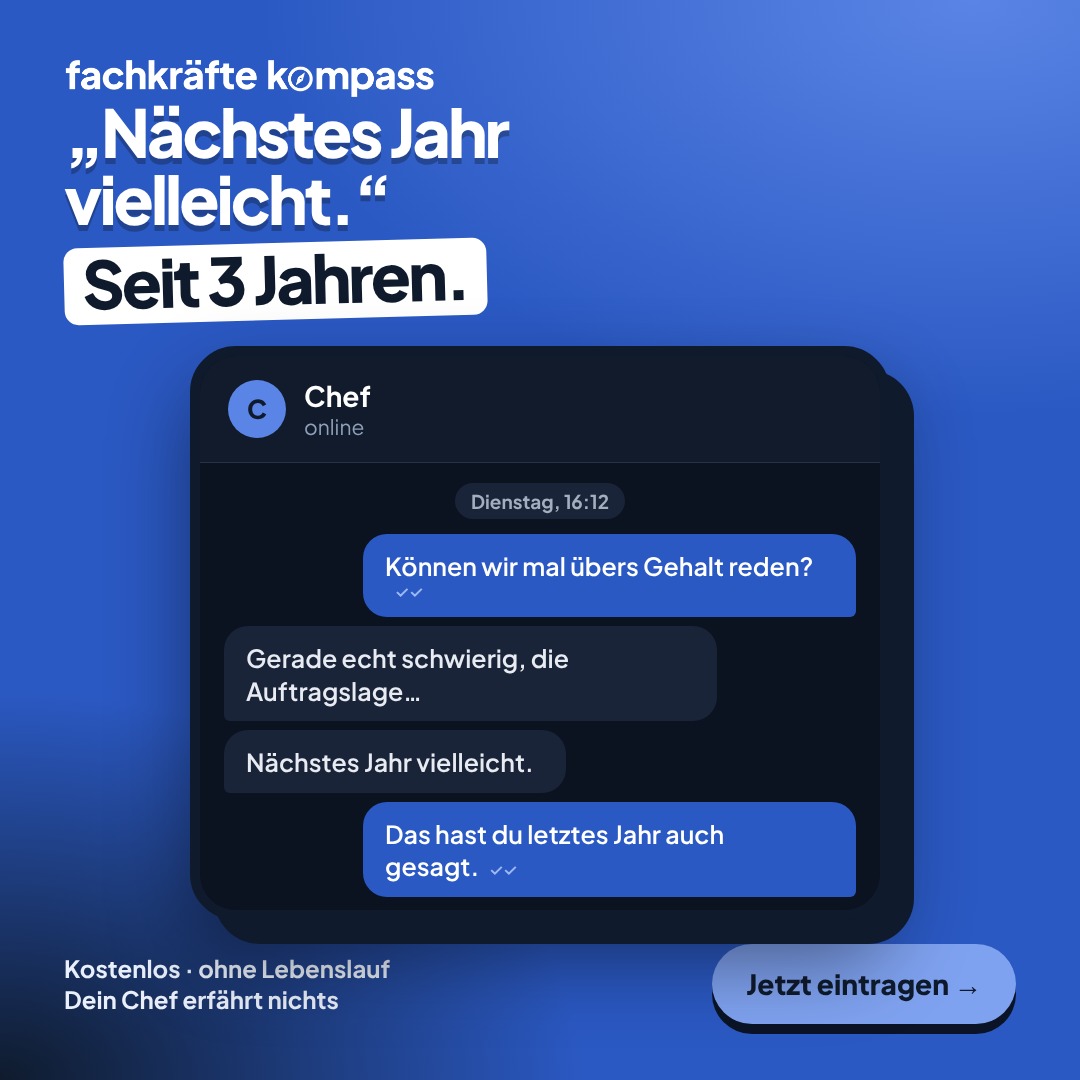 fachkräfte kompass
„Nächstes Jahr
vielleicht.“
Seit 3 Jahren.
C
Chef
online
Dienstag, 16:12
Können wir mal übers Gehalt reden?
Gerade echt schwierig, die
Auftragslage…
Nächstes Jahr vielleicht.
Das hast du letztes Jahr auch
gesagt.
Kostenlos · ohne Lebenslauf
Dein Chef erfährt nichts
Jetzt eintragen →